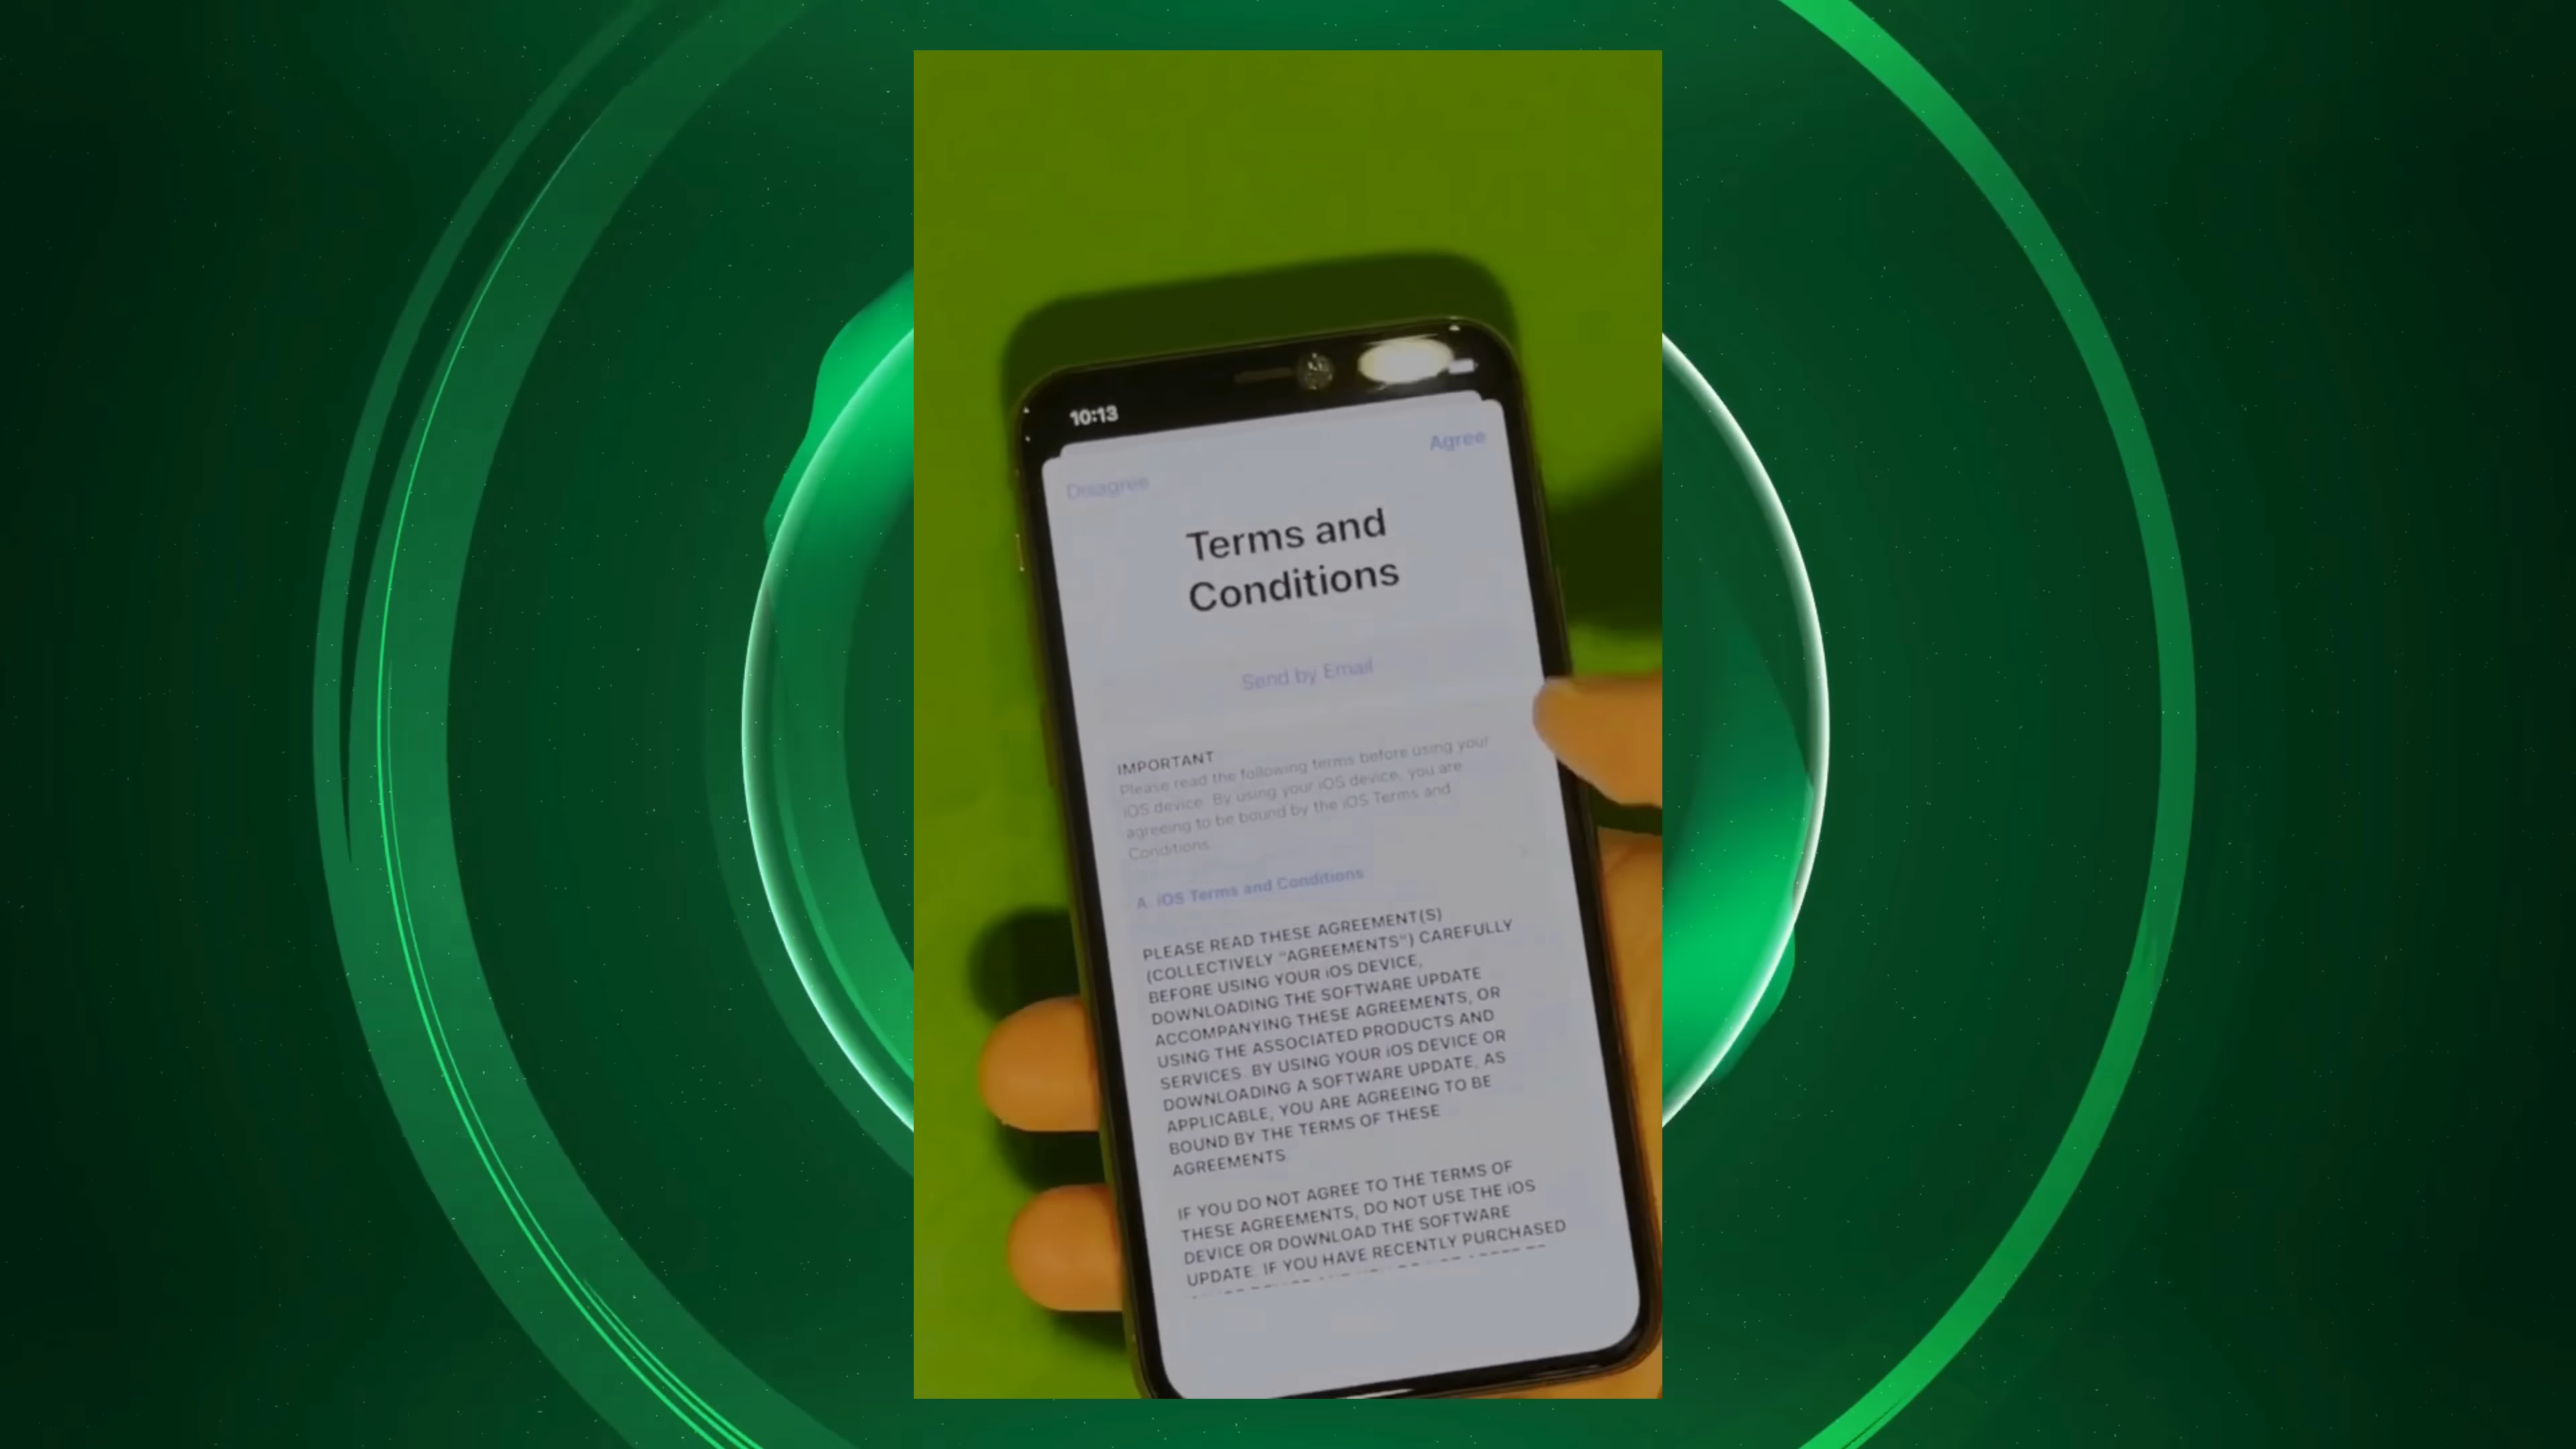 10:13
Agree
Disagree
Terms and
Conditions
Send by Email
IMPORTANT
Please read the following terms before using your
iOS device. By using your iOS device, you are
agreeing to be bound by the iOS Terms and
Conditions.
A. iOS Terms and Conditions
PLEASE READ THESE AGREEMENT(S)
(COLLECTIVELY "AGREEMENTS") CAREFULLY
BEFORE USING YOUR iOS DEVICE,
DOWNLOADING THE SOFTWARE UPDATE
ACCOMPANYING THESE AGREEMENTS, OR
USING THE ASSOCIATED PRODUCTS AND
SERVICES. BY USING YOUR iOS DEVICE OR
DOWNLOADING A SOFTWARE UPDATE, AS
APPLICABLE, YOU ARE AGREEING TO BE
BOUND BY THE TERMS OF THESE
AGREEMENTS.
IF YOU DO NOT AGREE TO THE TERMS OF
THESE AGREEMENTS, DO NOT USE THE iOS
DEVICE OR DOWNLOAD THE SOFTWARE
UPDATE. IF YOU HAVE RECENTLY PURCHASED